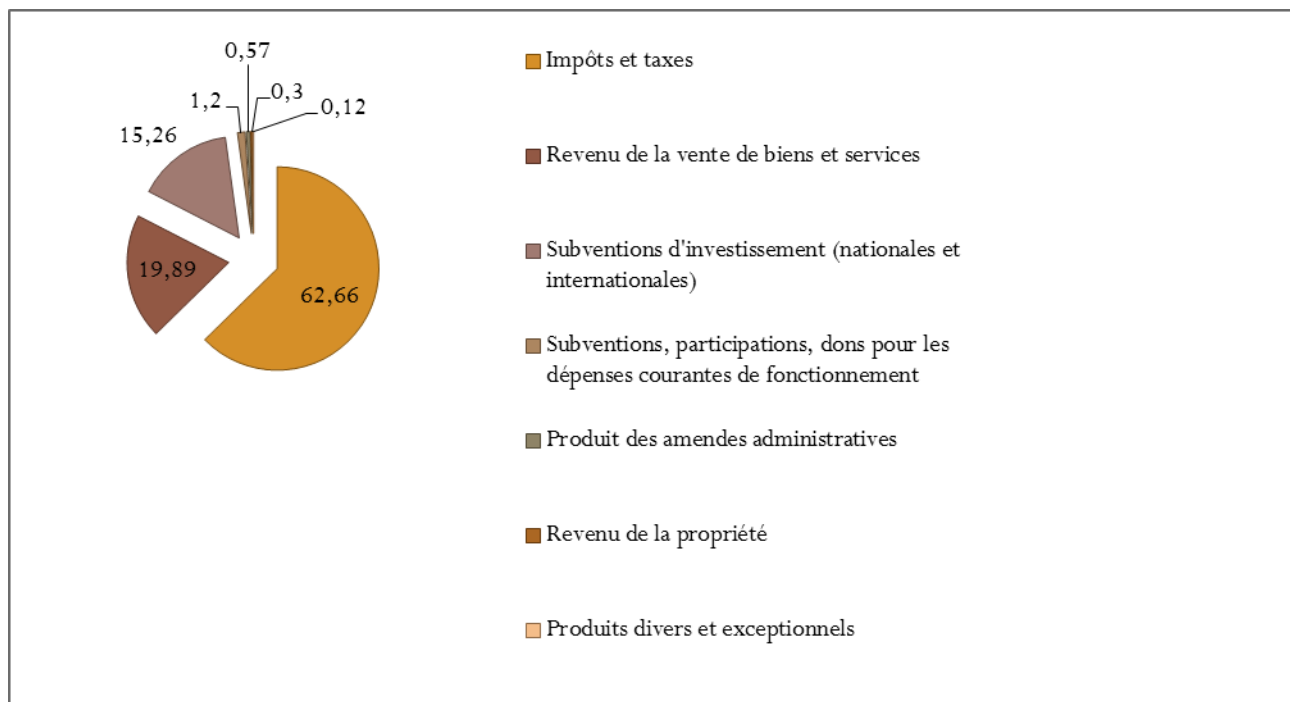 0,57
0,3
1,2
0,12
15,26
19,89
62,66
Impôts et taxes
Revenu de la vente de biens et services
Subventions d'investissement (nationales et
internationales)
Subventions, participations, dons pour les
dépenses courantes de fonctionnement
Produit des amendes administratives
Revenu de la propriété
Produits divers et exceptionnels